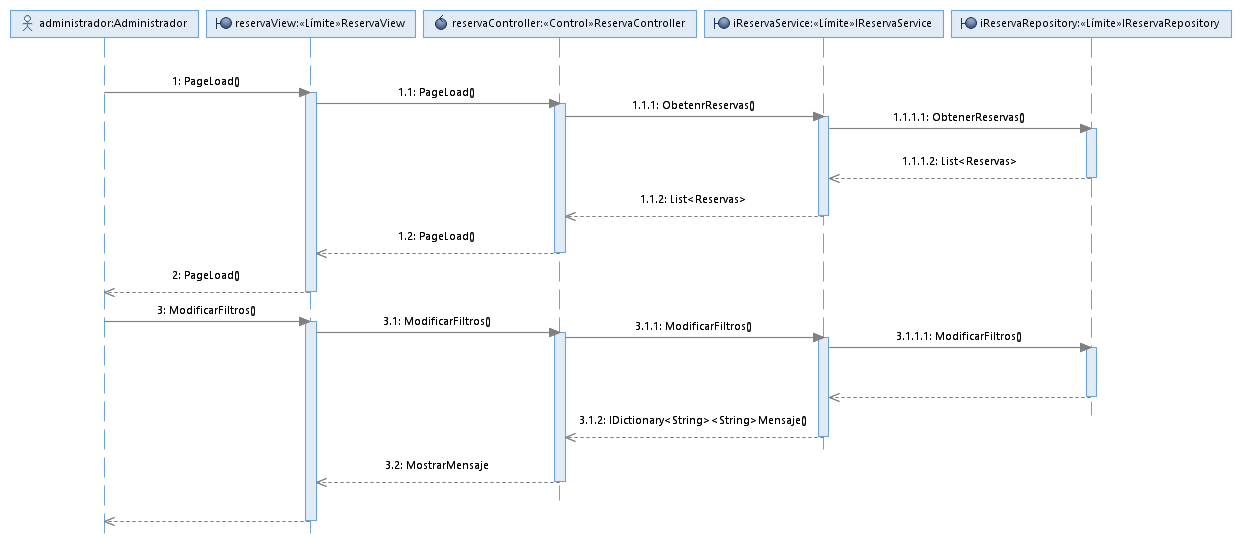 administrador:Administrador
reservaView:«Límite»ReservaView
reservaController:«Control»ReservaController
iReservaService:«Límite»IReservaService
iReservaRepository:«Límite»IReservaRepository
1: PageLoad()
1.1: PageLoad()
1.1.1: ObetenrReservas()
1.1.1.1: ObtenerReservas()
1.1.1.2: List<Reservas>
1.1.2: List<Reservas>
1.2: PageLoad()
2: PageLoad()
3: ModificarFiltros()
3.1: ModificarFiltros()
3.1.1: ModificarFiltros()
3.1.1.1: ModificarFiltros()
3.1.2: IDictionary<String><String>Mensaje()
3.2: MostrarMensaje